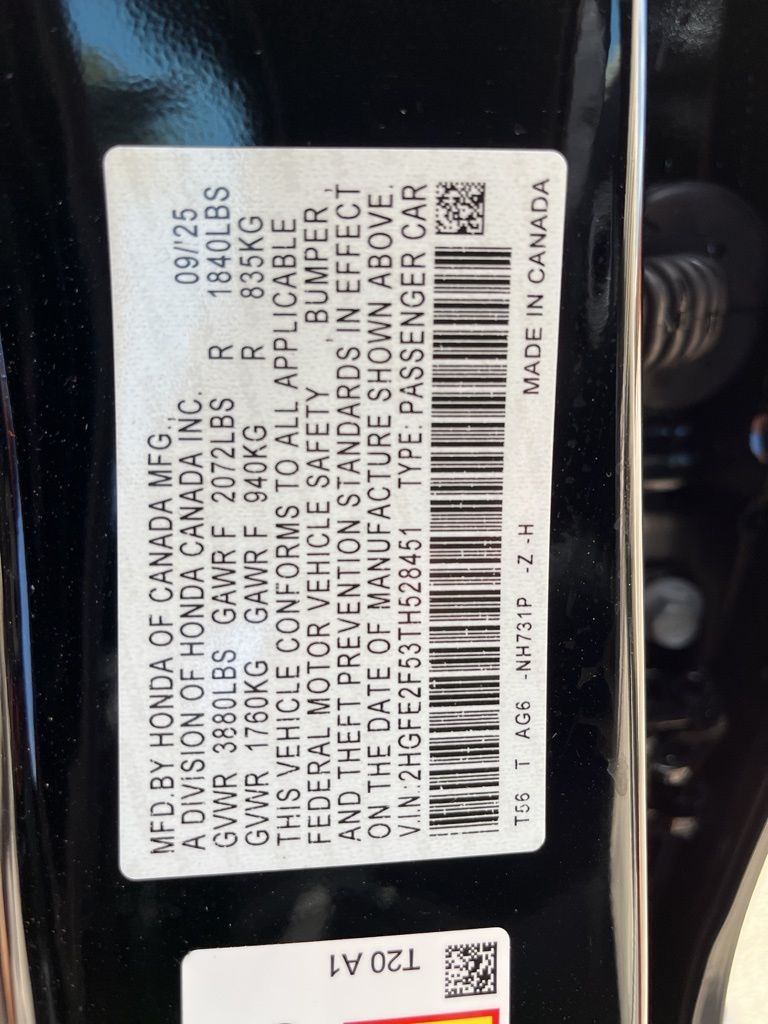 MFD.BY HONDA OF CANADA MFG.,
A DIVISION OF HONDA CANADA INC. 09/'25
GVWR 3880LBS GAWR F 2072LBS R 1840LBS
GVWR 1760KG GAWR F 940KG R 835KG
THIS VEHICLE CONFORMS TO ALL APPLICABLE
FEDERAL MOTOR VEHICLE SAFETY , BUMPER ,
AND THEFT PREVENTION STANDARDS IN EFFECT
ON THE DATE OF MANUFACTURE SHOWN ABOVE.
V.I.N.:2HGFE2F53TH528451 TYPE: PASSENGER CAR
T56 T AG6 -NH731P -Z -H MADE IN CANADA
T20 A1